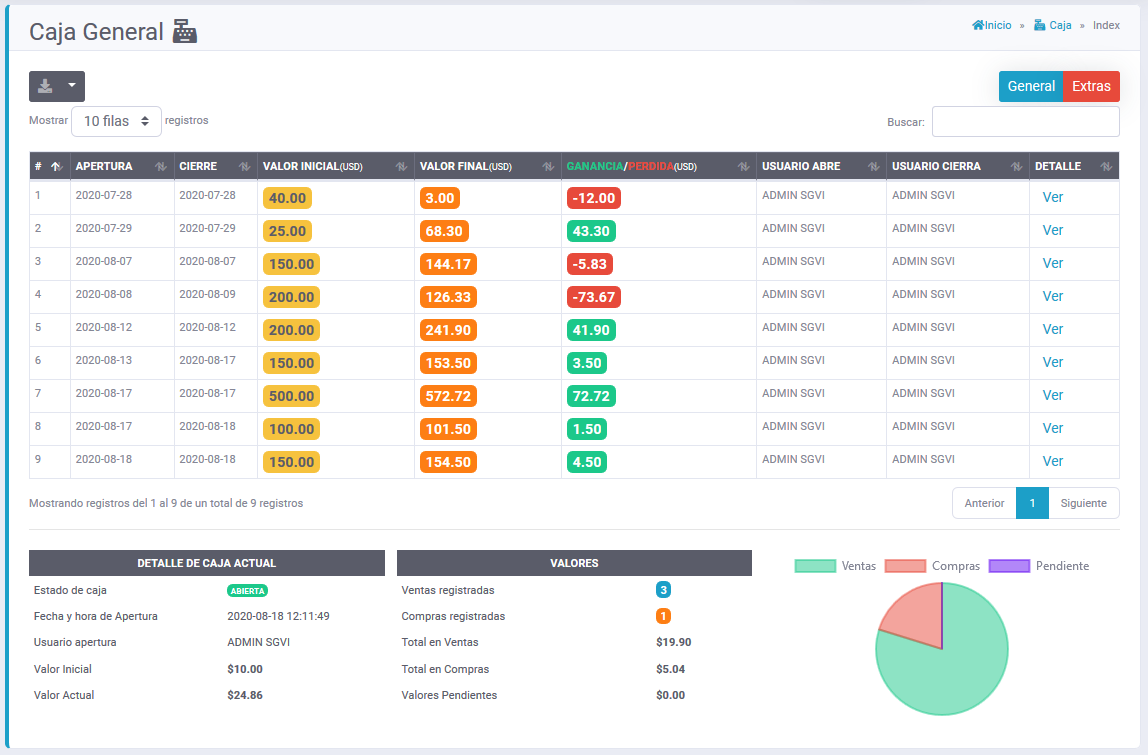 Caja General
Inicio » Caja » Index
General Extras
Mostrar 10 filas registros
Buscar:
# APERTURA CIERRE VALOR INICIAL(USD) VALOR FINAL(USD) GANANCIA/PERDIDA(USD) USUARIO ABRE USUARIO CIERRA DETALLE
1 2020-07-28 2020-07-28 40.00 3.00 -12.00 ADMIN SGVI ADMIN SGVI Ver
2 2020-07-29 2020-07-29 25.00 68.30 43.30 ADMIN SGVI ADMIN SGVI Ver
3 2020-08-07 2020-08-07 150.00 144.17 -5.83 ADMIN SGVI ADMIN SGVI Ver
4 2020-08-08 2020-08-09 200.00 126.33 -73.67 ADMIN SGVI ADMIN SGVI Ver
5 2020-08-12 2020-08-12 200.00 241.90 41.90 ADMIN SGVI ADMIN SGVI Ver
6 2020-08-13 2020-08-17 150.00 153.50 3.50 ADMIN SGVI ADMIN SGVI Ver
7 2020-08-17 2020-08-17 500.00 572.72 72.72 ADMIN SGVI ADMIN SGVI Ver
8 2020-08-17 2020-08-18 100.00 101.50 1.50 ADMIN SGVI ADMIN SGVI Ver
9 2020-08-18 2020-08-18 150.00 154.50 4.50 ADMIN SGVI ADMIN SGVI Ver
Mostrando registros del 1 al 9 de un total de 9 registros
Anterior 1 Siguiente
DETALLE DE CAJA ACTUAL
Estado de caja ABIERTA
Fecha y hora de Apertura 2020-08-18 12:11:49
Usuario apertura ADMIN SGVI
Valor Inicial $10.00
Valor Actual $24.86
VALORES
Ventas registradas 3
Compras registradas 1
Total en Ventas $19.90
Total en Compras $5.04
Valores Pendientes $0.00
Ventas Compras Pendiente